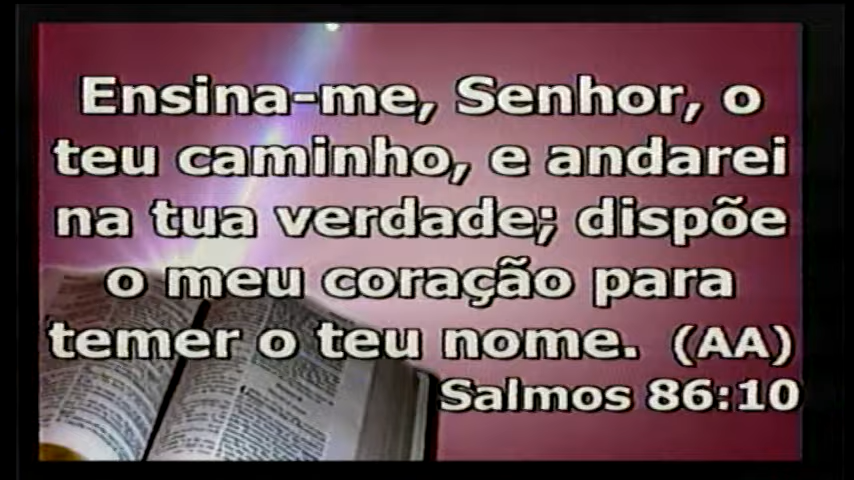 Ensina-me, Senhor, o
teu caminho, e andarei
na tua verdade; dispõe
o meu coração para
temer o teu nome. (AA)
Salmos 86:10